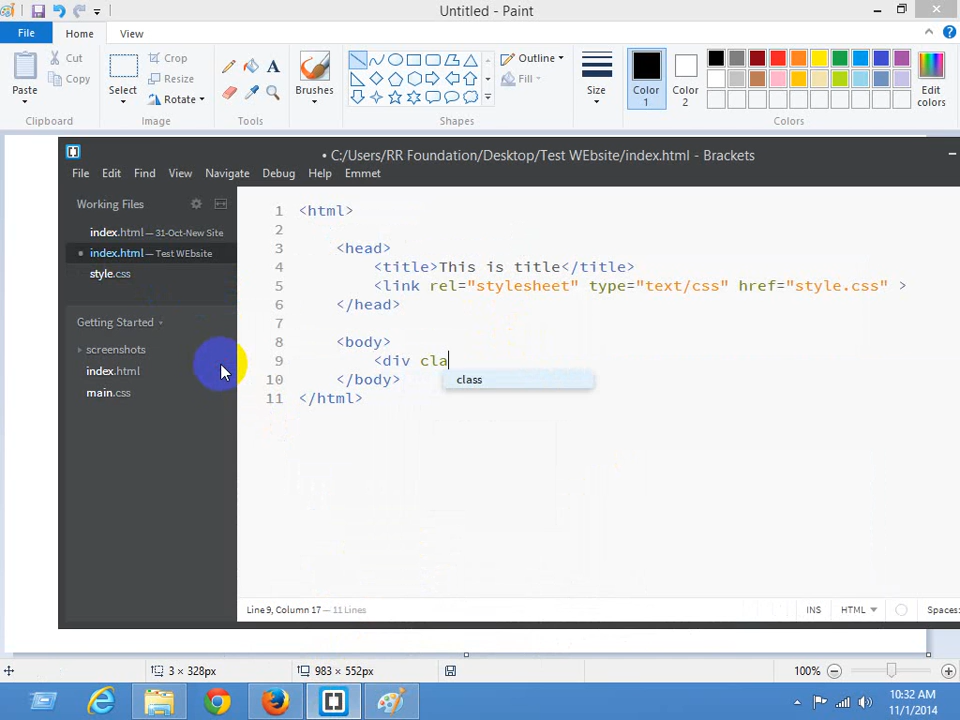 Untitled - Paint
File Home View
Paste
Cut
Copy
Clipboard
Select
Crop
Resize
Rotate
Image
A
Tools
Brushes
Shapes
Outline
Fill
Size
Color 1
Color 2
Edit colors
Colors
• C:/Users/RR Foundation/Desktop/Test WEbsite/index.html - Brackets
File Edit Find View Navigate Debug Help Emmet
Working Files
index.html — 31-Oct-New Site
index.html — Test WEbsite
style.css
Getting Started
screenshots
index.html
main.css
1 <html>
2
3 <head>
4 <title>This is title</title>
5 <link rel="stylesheet" type="text/css" href="style.css" >
6 </head>
7
8 <body>
9 <div cla
class
10 </body>
11 </html>
Line 9, Column 17 — 11 Lines
INS HTML Spaces:
3 × 328px
983 × 552px
100%
10:32 AM
11/1/2014